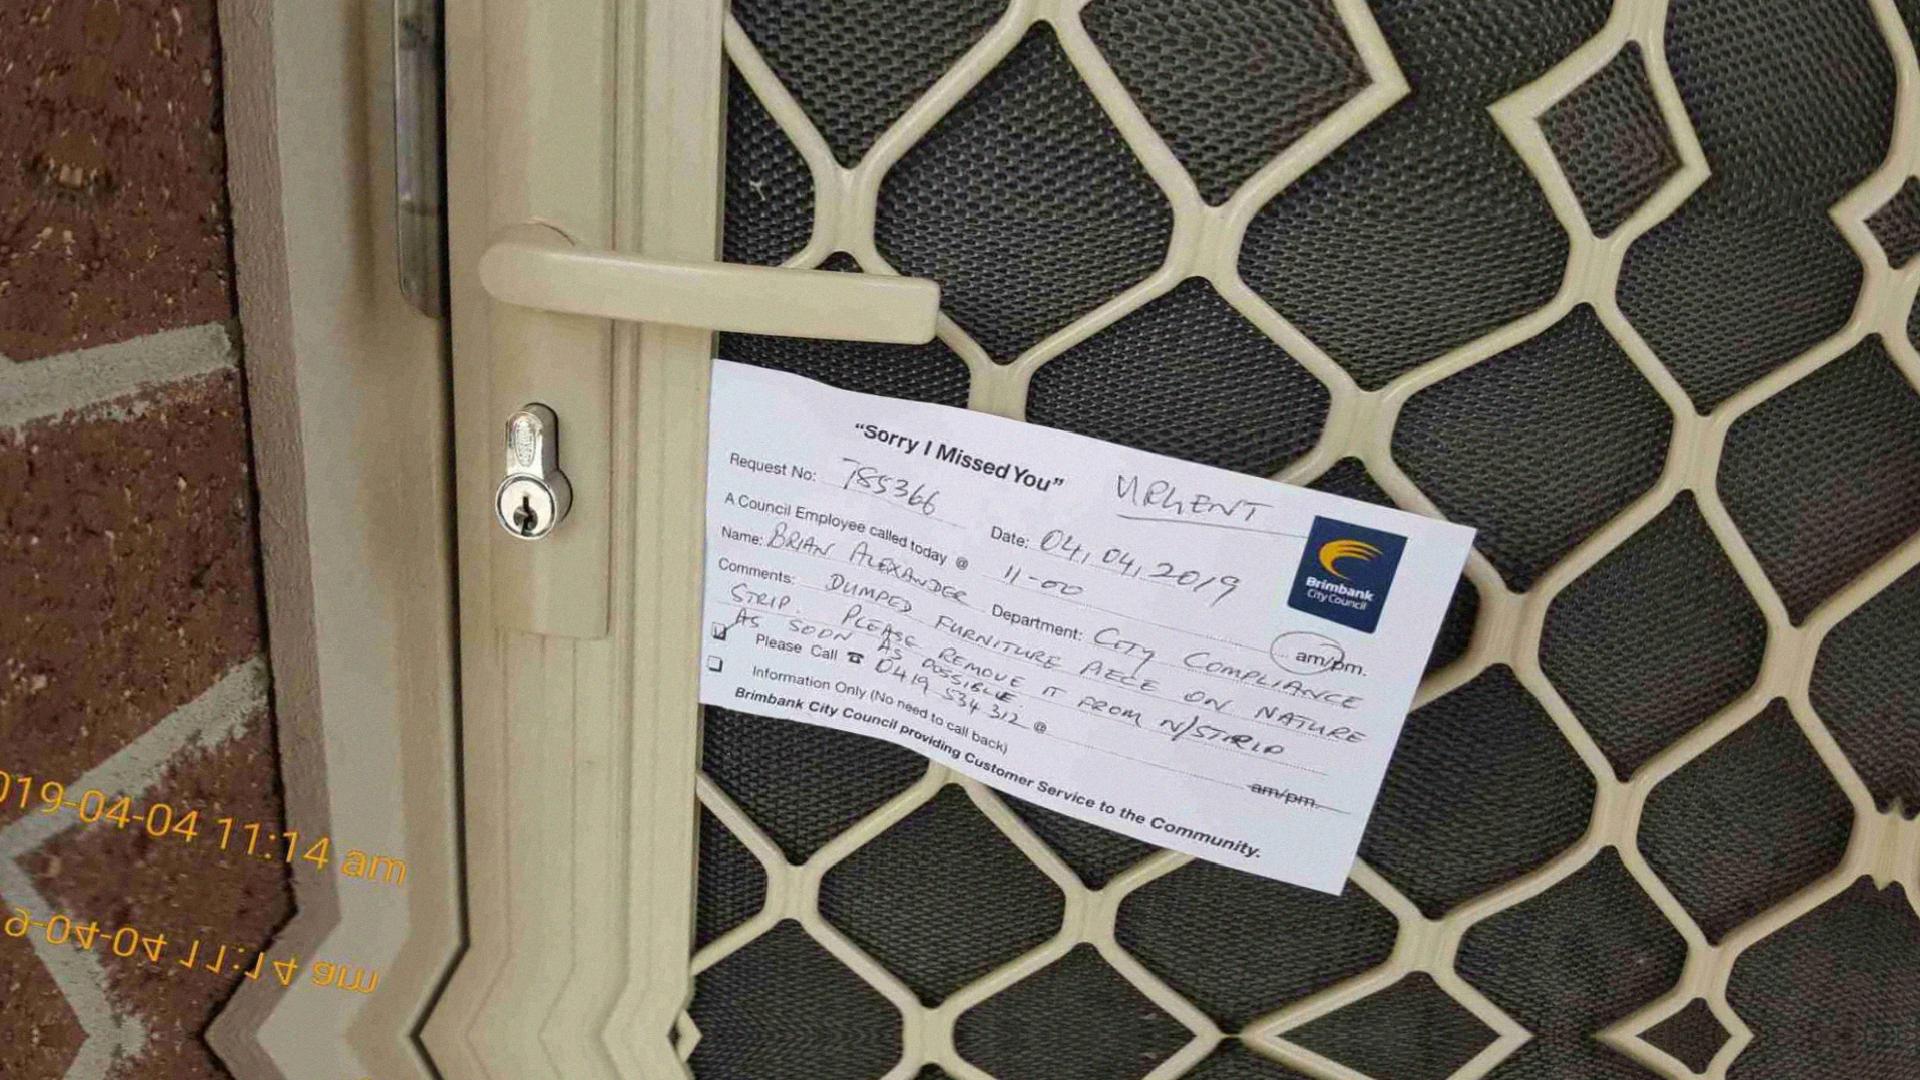 "Sorry I Missed You"
URGENT
Request No: 785366
Date: 04,04,2019
Brimbank
City Council
A Council Employee called today @ 11-00 am/pm.
Name: BRIAN ALEXANDER Department: CITY COMPLIANCE
Comments: DUMPED FURNITURE PIECE ON NATURE
STRIP. PLEASE REMOVE IT FROM N/STRIP
AS SOON AS POSSIBLE.
Please Call ☎ 0419 534 312 @ am/pm.
Information Only (No need to call back)
Brimbank City Council providing Customer Service to the Community.
019-04-04 11:14 am
9-04-04 11:14 am